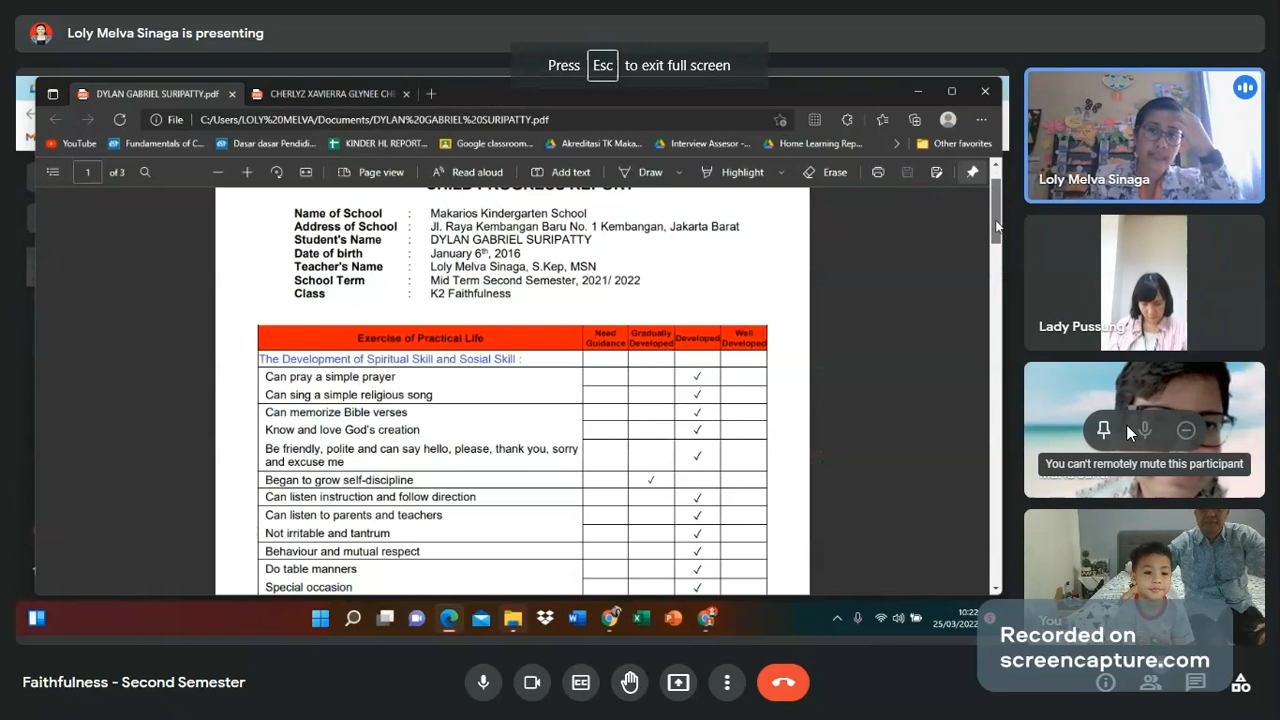 Loly Melva Sinaga is presenting
Press Esc to exit full screen
DYLAN GABRIEL SURIPATTY.pdf
CHERLYZ XAVIERRA GLYNEE CHE
File
C:/Users/LOLY%20MELVA/Documents/DYLAN%20GABRIEL%20SURIPATTY.pdf
YouTube
Fundamentals of C...
Dasar dasar Pendidi...
KINDER HL REPORT...
Google classroom...
Akreditasi TK Maka...
Interview Assesor -...
Home Learning Rep...
Other favorites
1 of 3
Page view
Read aloud
Add text
Draw
Highlight
Erase
CHILD PROGRESS REPORT
Name of School : Makarios Kindergarten School
Address of School : Jl. Raya Kembangan Baru No. 1 Kembangan, Jakarta Barat
Student's Name : DYLAN GABRIEL SURIPATTY
Date of birth : January 6th, 2016
Teacher's Name : Loly Melva Sinaga, S.Kep, MSN
School Term : Mid Term Second Semester, 2021/ 2022
Class : K2 Faithfulness
Exercise of Practical Life
Need Guidance
Gradually Developed
Developed
Well Developed
The Development of Spiritual Skill and Sosial Skill :
Can pray a simple prayer ✓
Can sing a simple religious song ✓
Can memorize Bible verses ✓
Know and love God's creation ✓
Be friendly, polite and can say hello, please, thank you, sorry
and excuse me ✓
Began to grow self-discipline ✓
Can listen instruction and follow direction ✓
Can listen to parents and teachers ✓
Not irritable and tantrum ✓
Behaviour and mutual respect ✓
Do table manners ✓
Special occasion ✓
10:22
25/03/2022
Loly Melva Sinaga
Lady Pussung
You can't remotely mute this participant
You
Recorded on
screencapture.com
Faithfulness - Second Semester